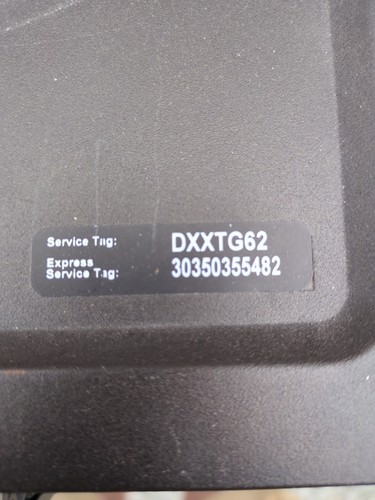 Service Tag: DXXTG62
Express
Service Tag: 30350355482